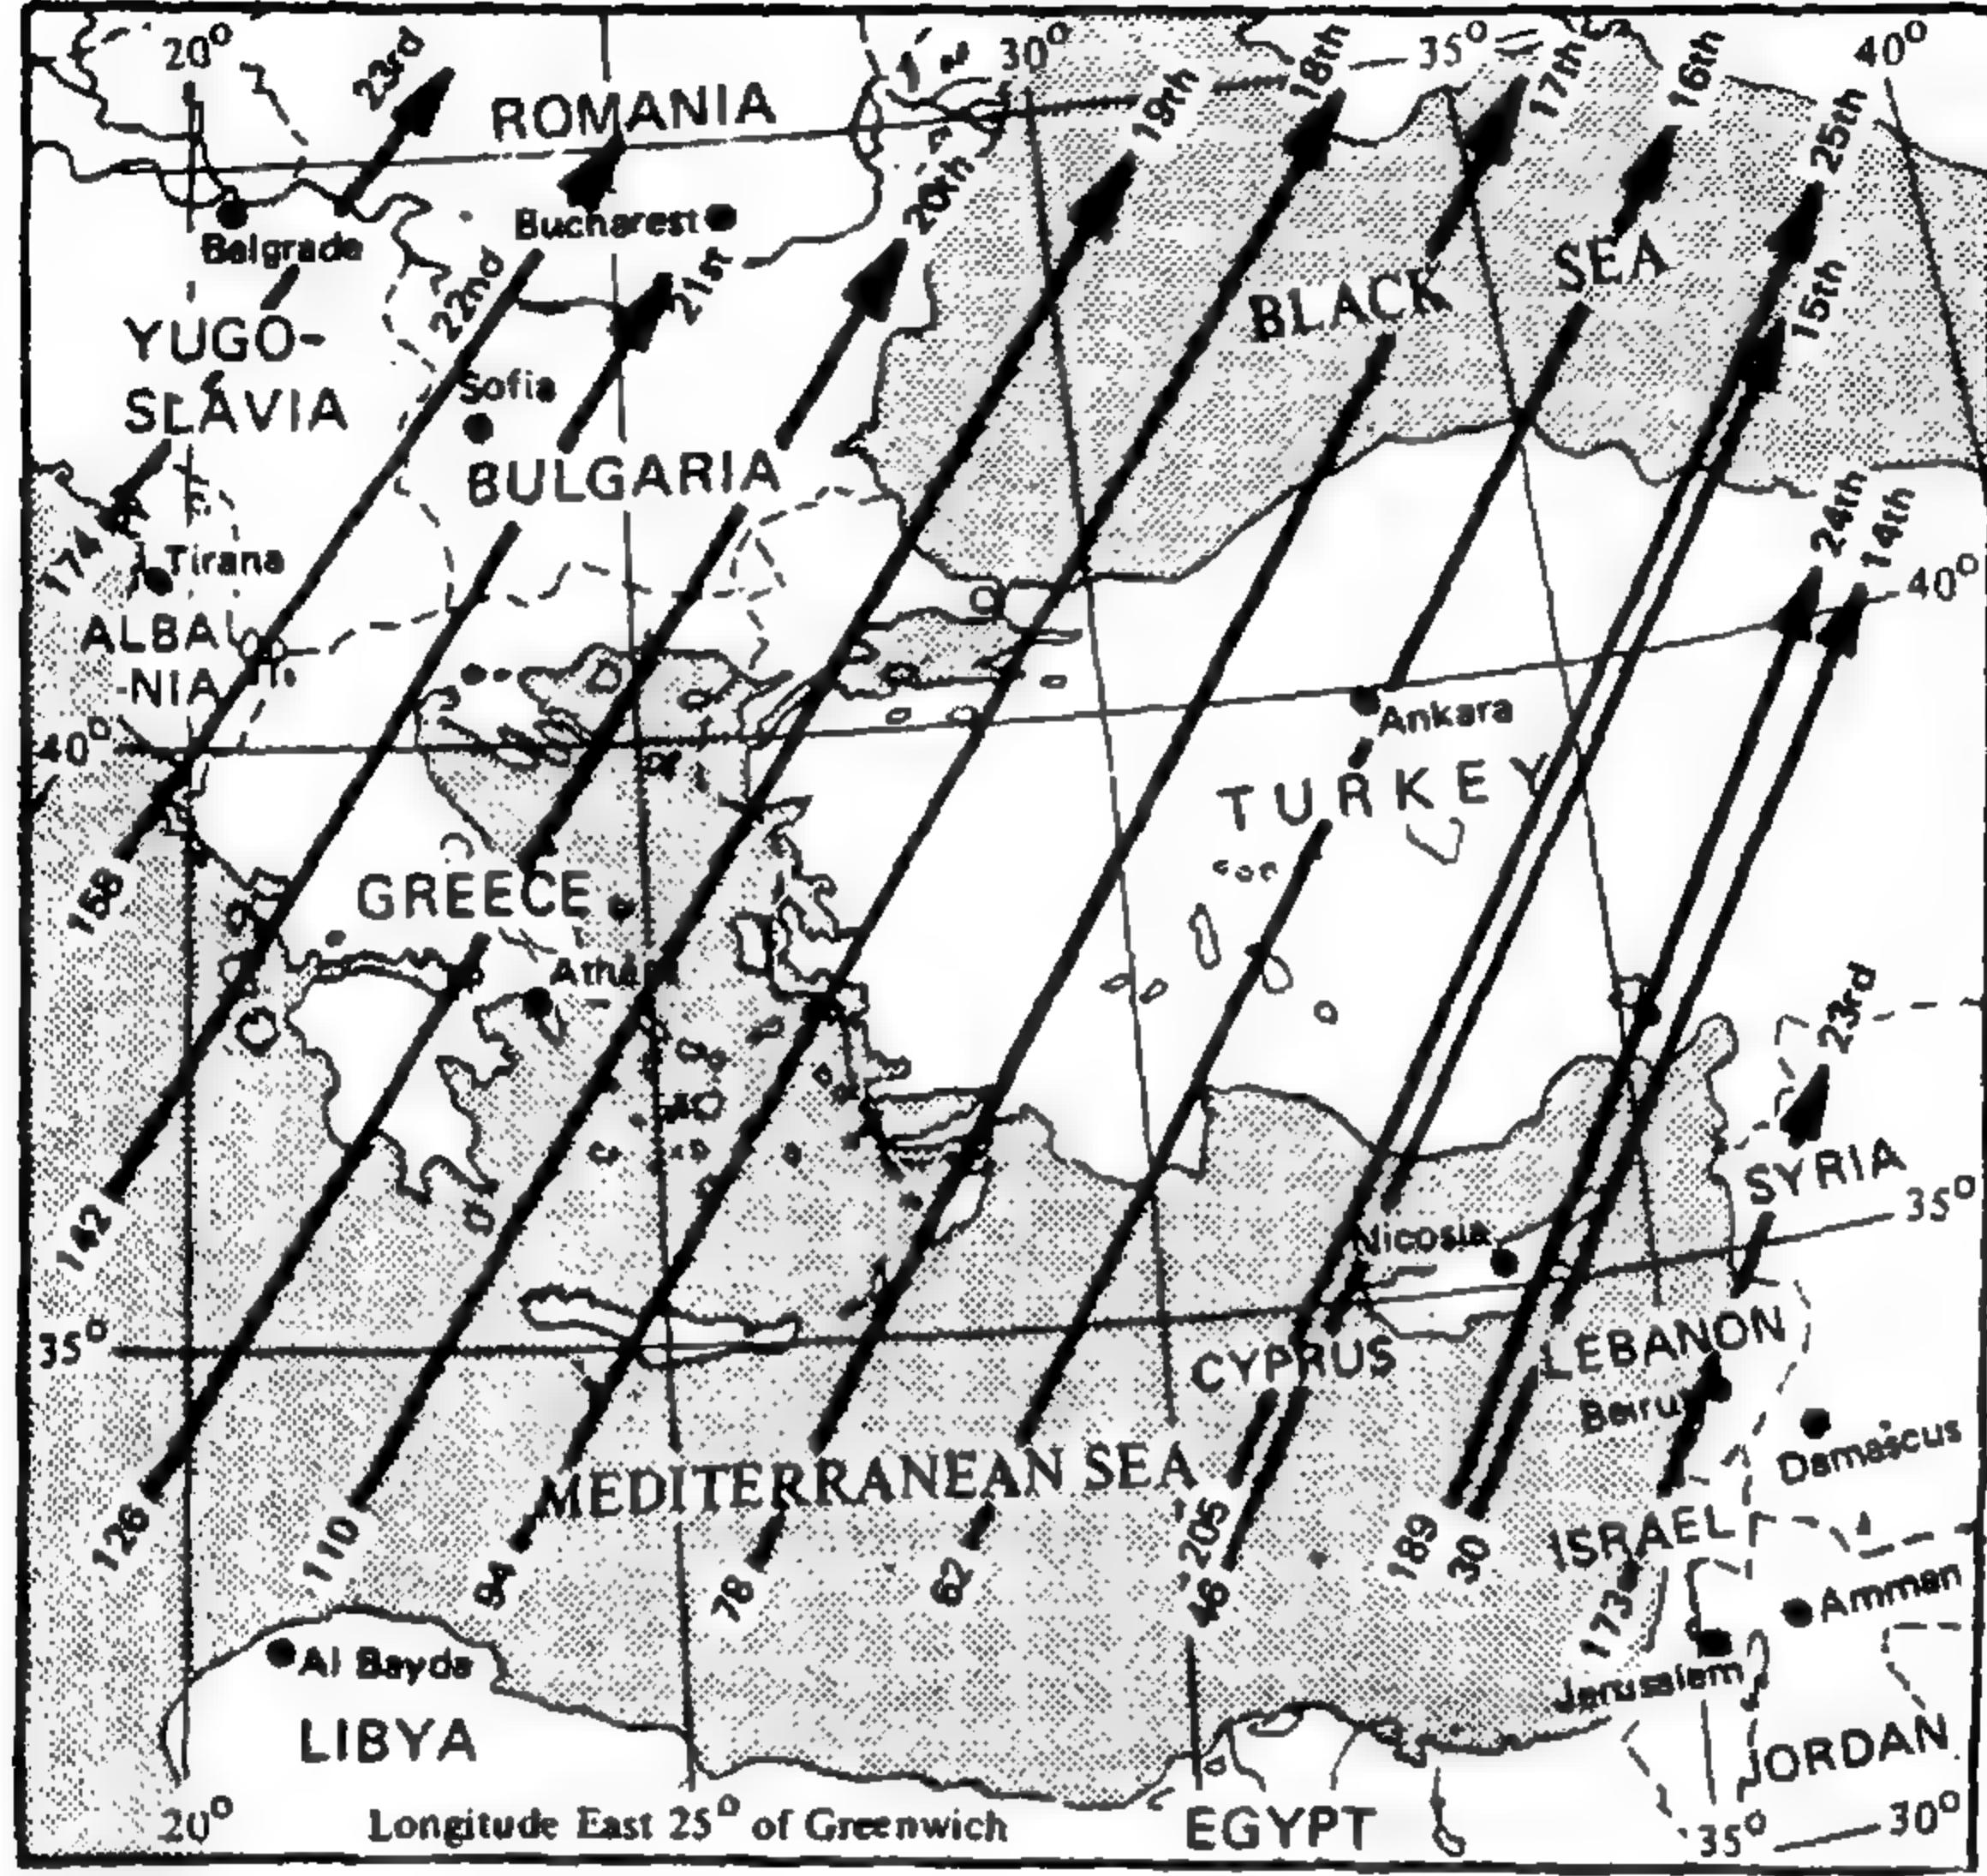 20°
23rd
30°
18th
35°
17th
16th
40°
ROMANIA
19th
25th
20th
Bucharest
Belgrade
22nd
21st
BLACK
SEA
15th
YUGO-
SLAVIA
Sofia
BULGARIA
24th
14th
174
Tirana
40°
ALBA
-NIA
Ankara
40°
TURKEY
158
GREECE
23rd
SYRIA
35°
142
Nicosia
35°
LEBANON
CYPRUS
Beirut
Damascus
MEDITERRANEAN SEA
126
110
94
78
62
205
46
189
30
ISRAEL
173
Amman
Al Bayda
Jerusalem
LIBYA
JORDAN
20°
Longitude East 25° of Greenwich
EGYPT
35°
30°